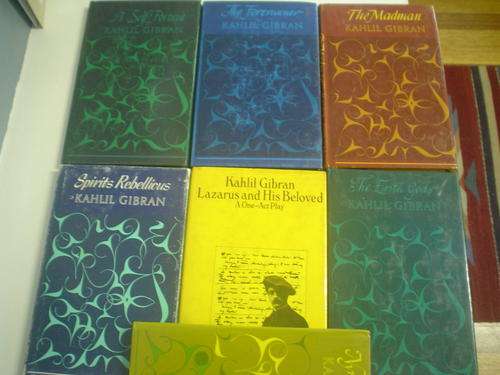 A Self Portrait
KAHLIL GIBRAN
The Forerunner
KAHLIL GIBRAN
The Madman
KAHLIL GIBRAN
Spirits Rebellious
KAHLIL GIBRAN
Kahlil Gibran
Lazarus and His Beloved
A One-Act Play
The Earth Gods
KAHLIL GIBRAN